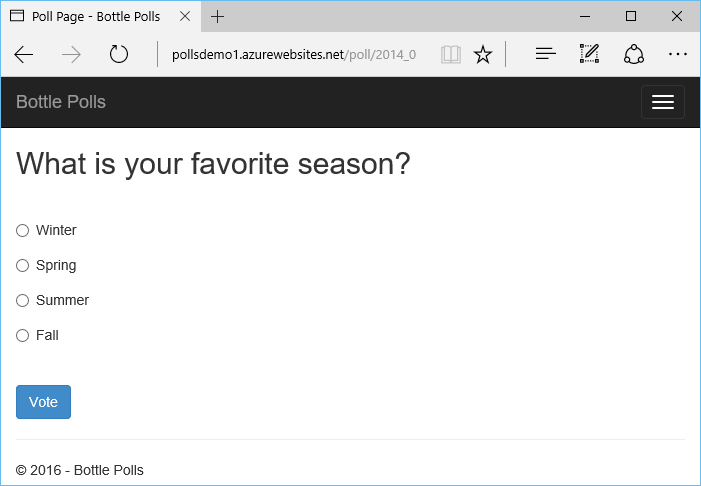 Poll Page - Bottle Polls
pollsdemo1.azurewebsites.net/poll/2014_0
Bottle Polls
What is your favorite season?
Winter
Spring
Summer
Fall
Vote
© 2016 - Bottle Polls